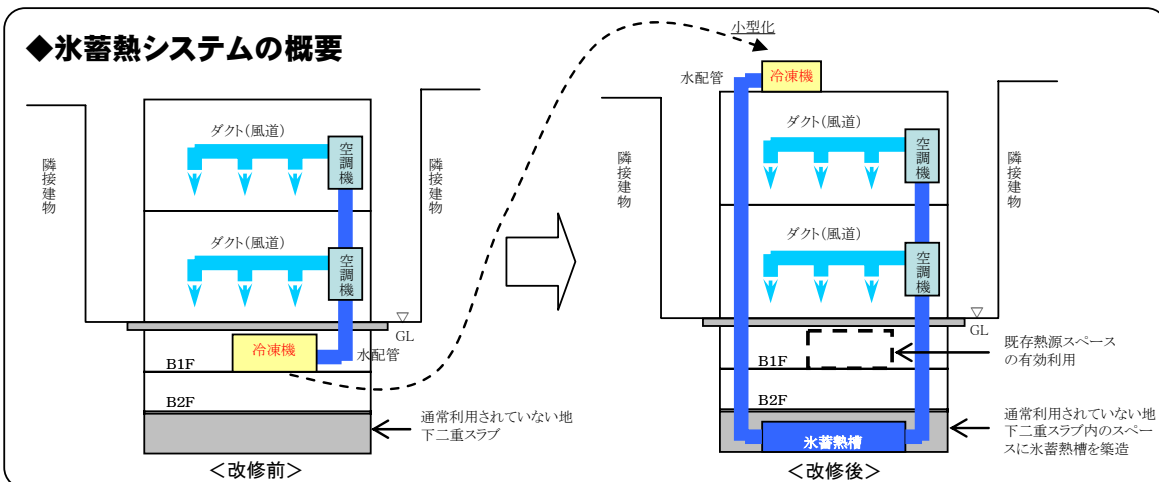 ◆氷蓄熱システムの概要
ダクト(風道)
空調機
隣接建物
隣接建物
ダクト(風道)
空調機
▽
GL
冷凍機
水配管
B1F
B2F
通常利用されていない地
下二重スラブ
＜改修前＞
小型化
水配管
冷凍機
ダクト(風道)
空調機
隣接建物
隣接建物
ダクト(風道)
空調機
▽
GL
既存熱源スペース
の有効利用
B1F
B2F
通常利用されていない地
下二重スラブ内のスペー
スに氷蓄熱槽を築造
氷蓄熱槽
＜改修後＞